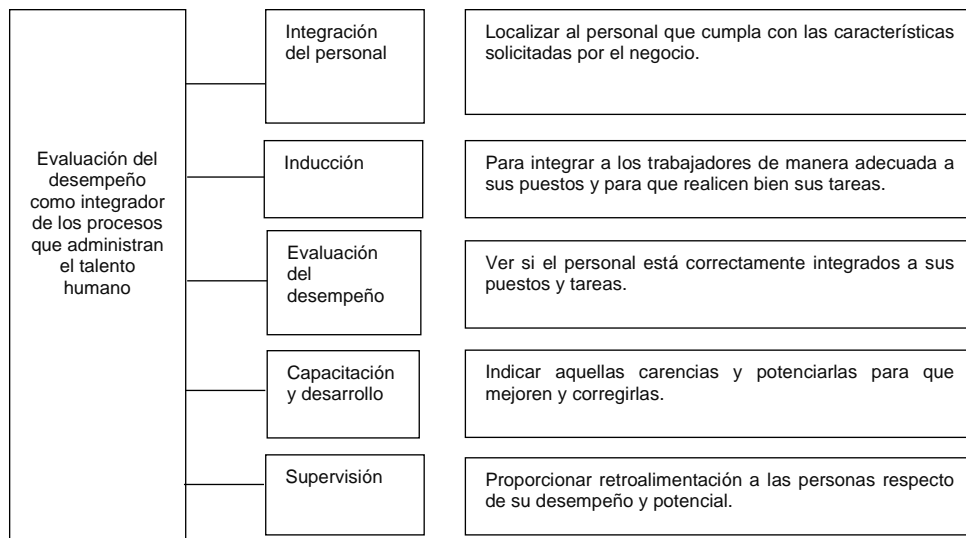 Evaluación del
desempeño
como integrador
de los procesos
que administran
el talento
humano
Integración
del personal
Localizar al personal que cumpla con las características
solicitadas por el negocio.
Inducción
Para integrar a los trabajadores de manera adecuada a
sus puestos y para que realicen bien sus tareas.
Evaluación
del
desempeño
Ver si el personal está correctamente integrados a sus
puestos y tareas.
Capacitación
y desarrollo
Indicar aquellas carencias y potenciarlas para que
mejoren y corregirlas.
Supervisión
Proporcionar retroalimentación a las personas respecto
de su desempeño y potencial.